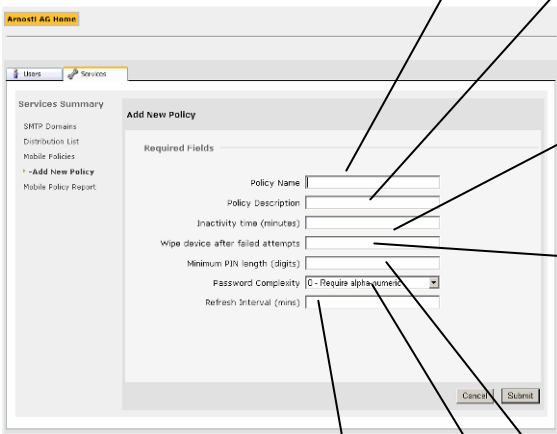 Arnosti AG Home
Users
Services
Services Summary
SMTP Domains
Distribution List
Mobile Policies
-Add New Policy
Mobile Policy Report
Add New Policy
Required Fields
Policy Name
Policy Description
Inactivity time (minutes)
Wipe device after failed attempts
Minimum PIN length (digits)
Password Complexity 0 - Require alpha-numeric
Refresh Interval (mins)
Cancel Submit